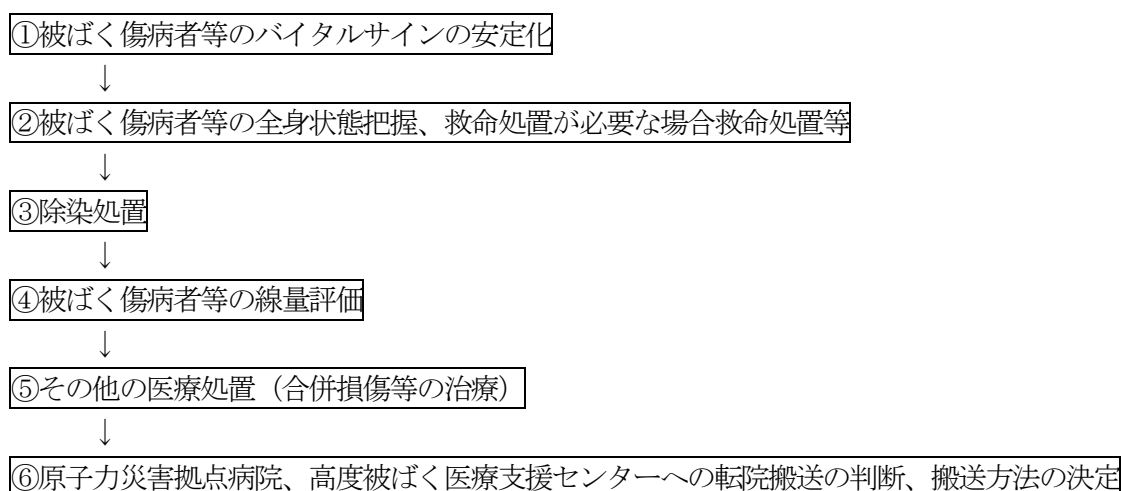 ①被ばく傷病者等のバイタルサインの安定化
↓
②被ばく傷病者等の全身状態把握、救命処置が必要な場合救命処置等
↓
③除染処置
↓
④被ばく傷病者等の線量評価
↓
⑤その他の医療処置（合併損傷等の治療）
↓
⑥原子力災害拠点病院、高度被ばく医療支援センターへの転院搬送の判断、搬送方法の決定